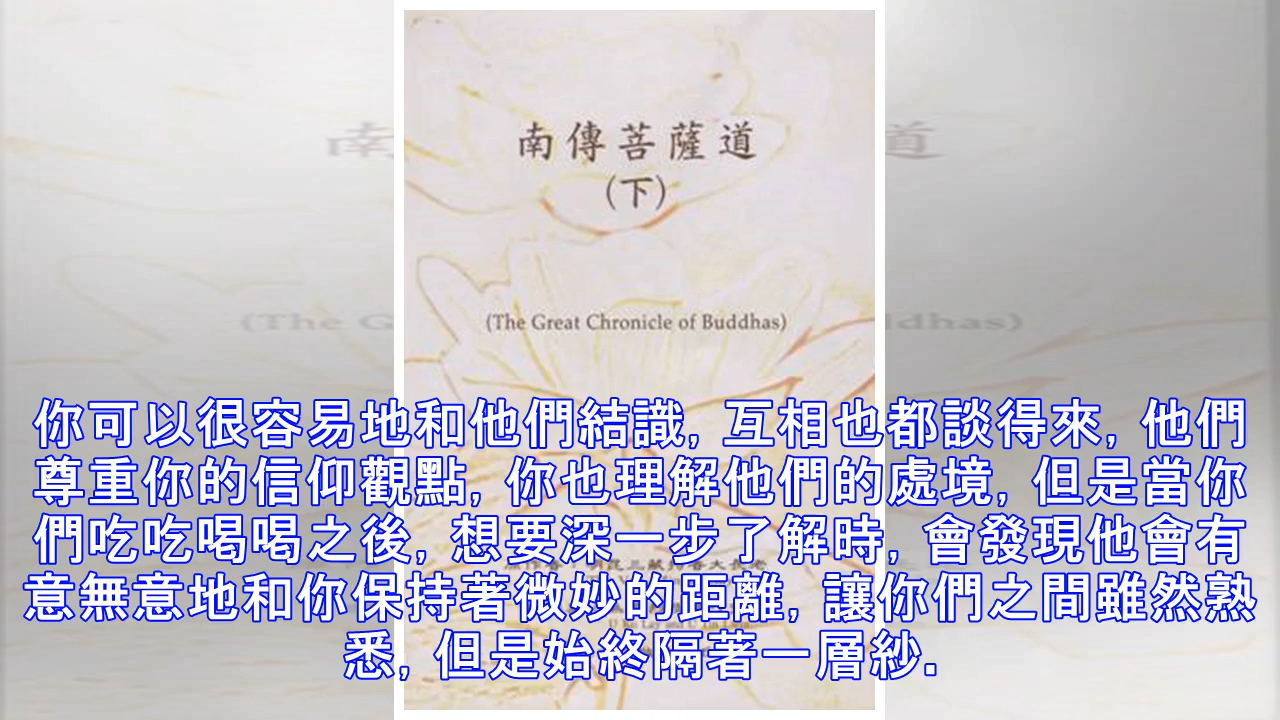 南傳菩薩道
(下)
(The Great Chronicle of Buddhas)
你可以很容易地和他們結識, 互相也都談得來, 他們
尊重你的信仰觀點, 你也理解他們的處境, 但是當你
們吃吃喝喝之後, 想要深一步了解時, 會發現他會有
意無意地和你保持著微妙的距離, 讓你們之間雖然熟
悉, 但是始終隔著一層紗.